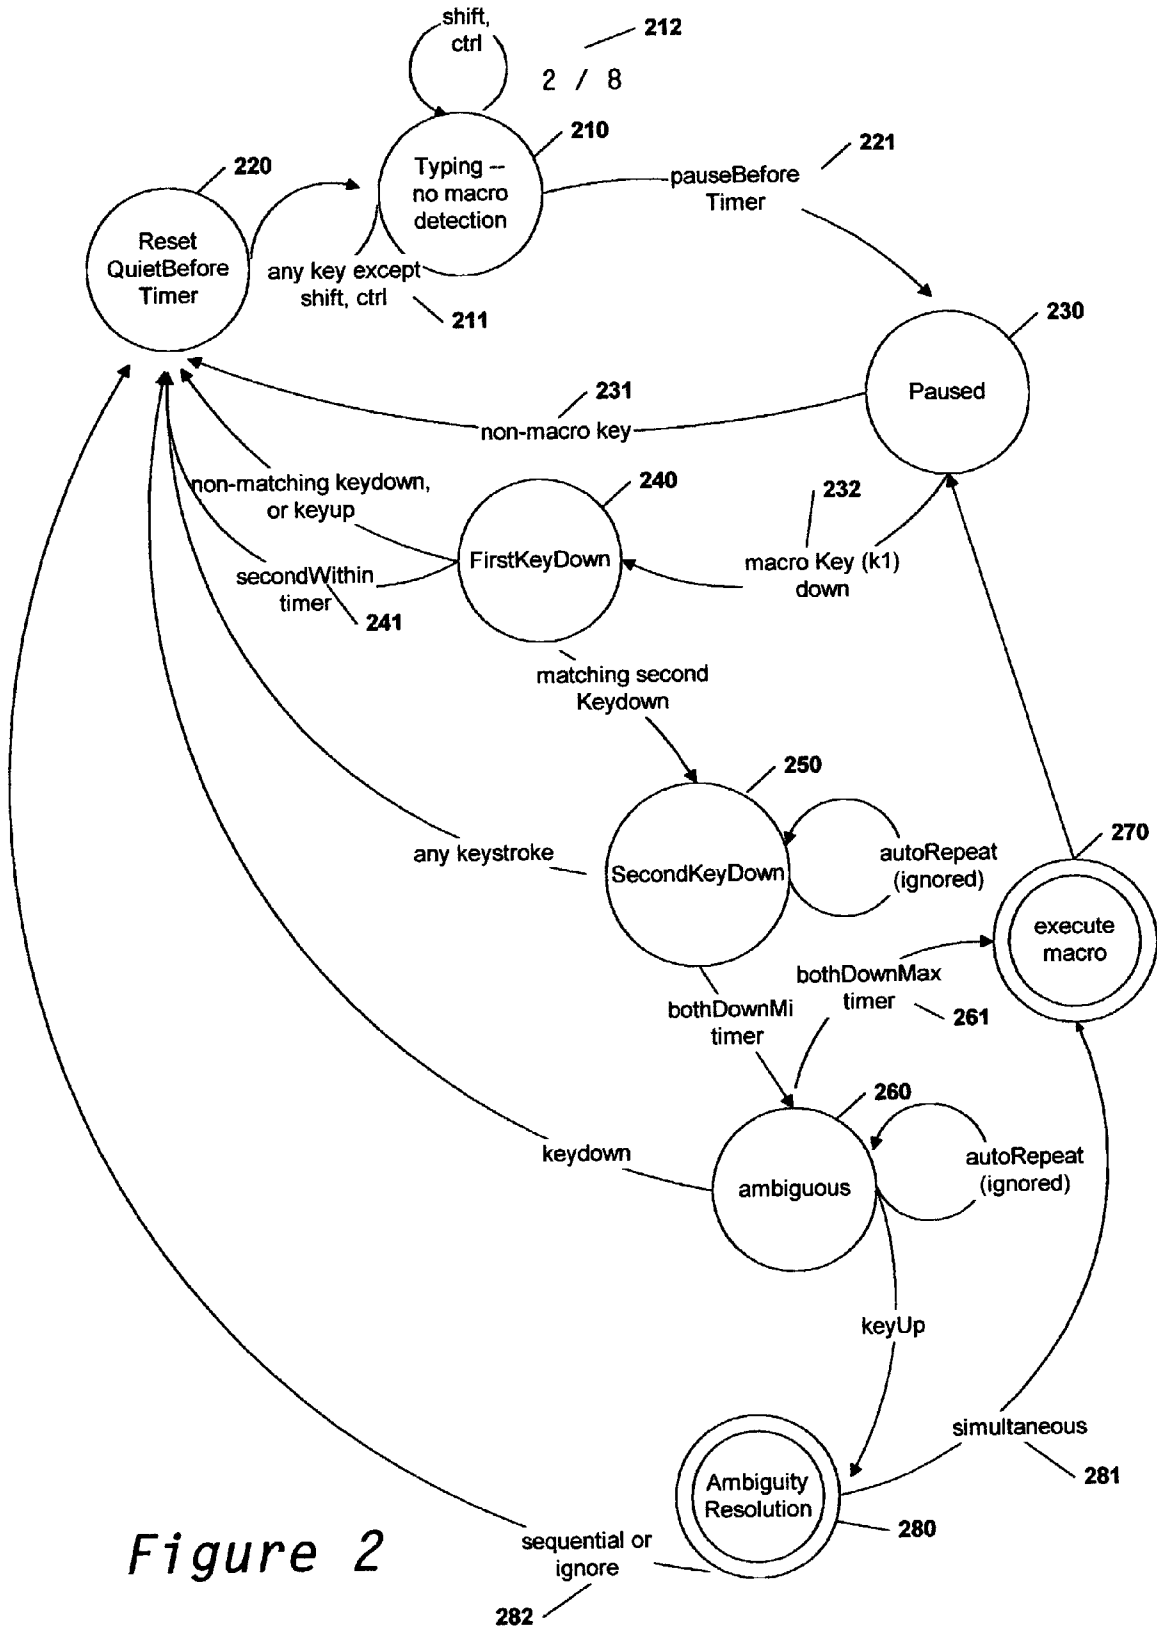 shift,
ctrl
212
2 / 8
210
Typing --
no macro
detection
221
pauseBefore
Timer
220
Reset
QuietBefore
Timer
any key except
shift, ctrl
211
230
Paused
231
non-macro key
non-matching keydown,
or keyup
240
FirstKeyDown
232
macro Key (k1)
down
secondWithin
timer
241
matching second
Keydown
250
SecondKeyDown
autoRepeat
(ignored)
any keystroke
270
execute
macro
bothDownMax
timer
261
bothDownMi
timer
260
ambiguous
autoRepeat
(ignored)
keydown
keyUp
simultaneous
281
Ambiguity
Resolution
280
sequential or
ignore
282
Figure 2